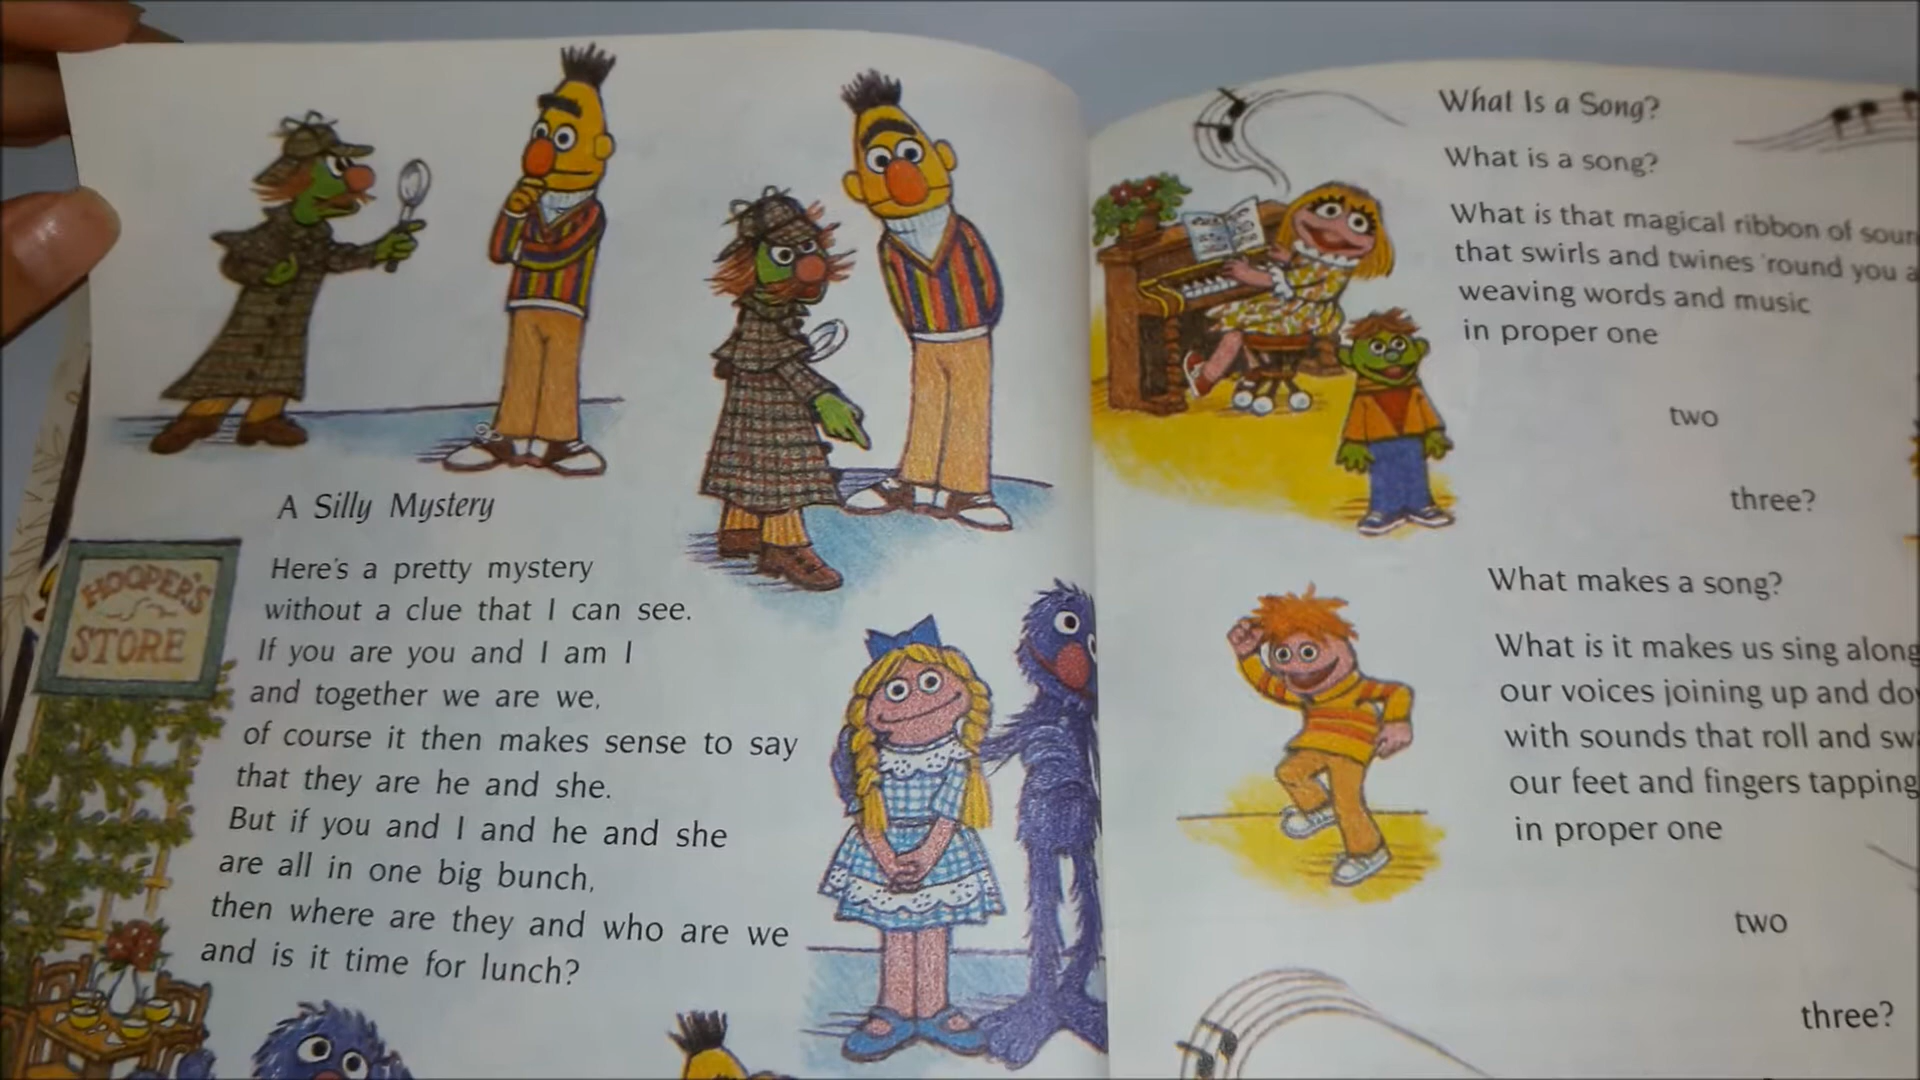 A Silly Mystery
HOOPER'S
STORE
Here's a pretty mystery
without a clue that I can see.
If you are you and I am I
and together we are we,
of course it then makes sense to say
that they are he and she.
But if you and I and he and she
are all in one big bunch,
then where are they and who are we
and is it time for lunch?
What Is a Song?
What is a song?
What is that magical ribbon of
that swirls and twines 'round you
weaving words and music
in proper one
two
three?
What makes a song?
What is it makes us sing along
our voices joining up and
with sounds that roll and
our feet and fingers tapping
in proper one
two
three?